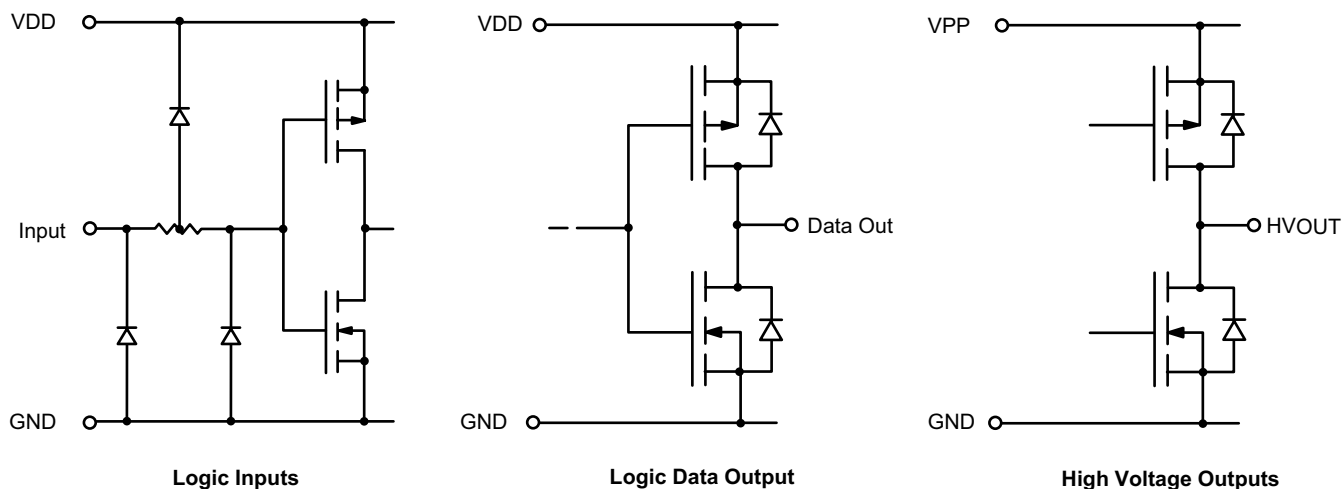 VDD
Input
GND
Logic Inputs
VDD
Data Out
GND
Logic Data Output
VPP
HVOUT
GND
High Voltage Outputs